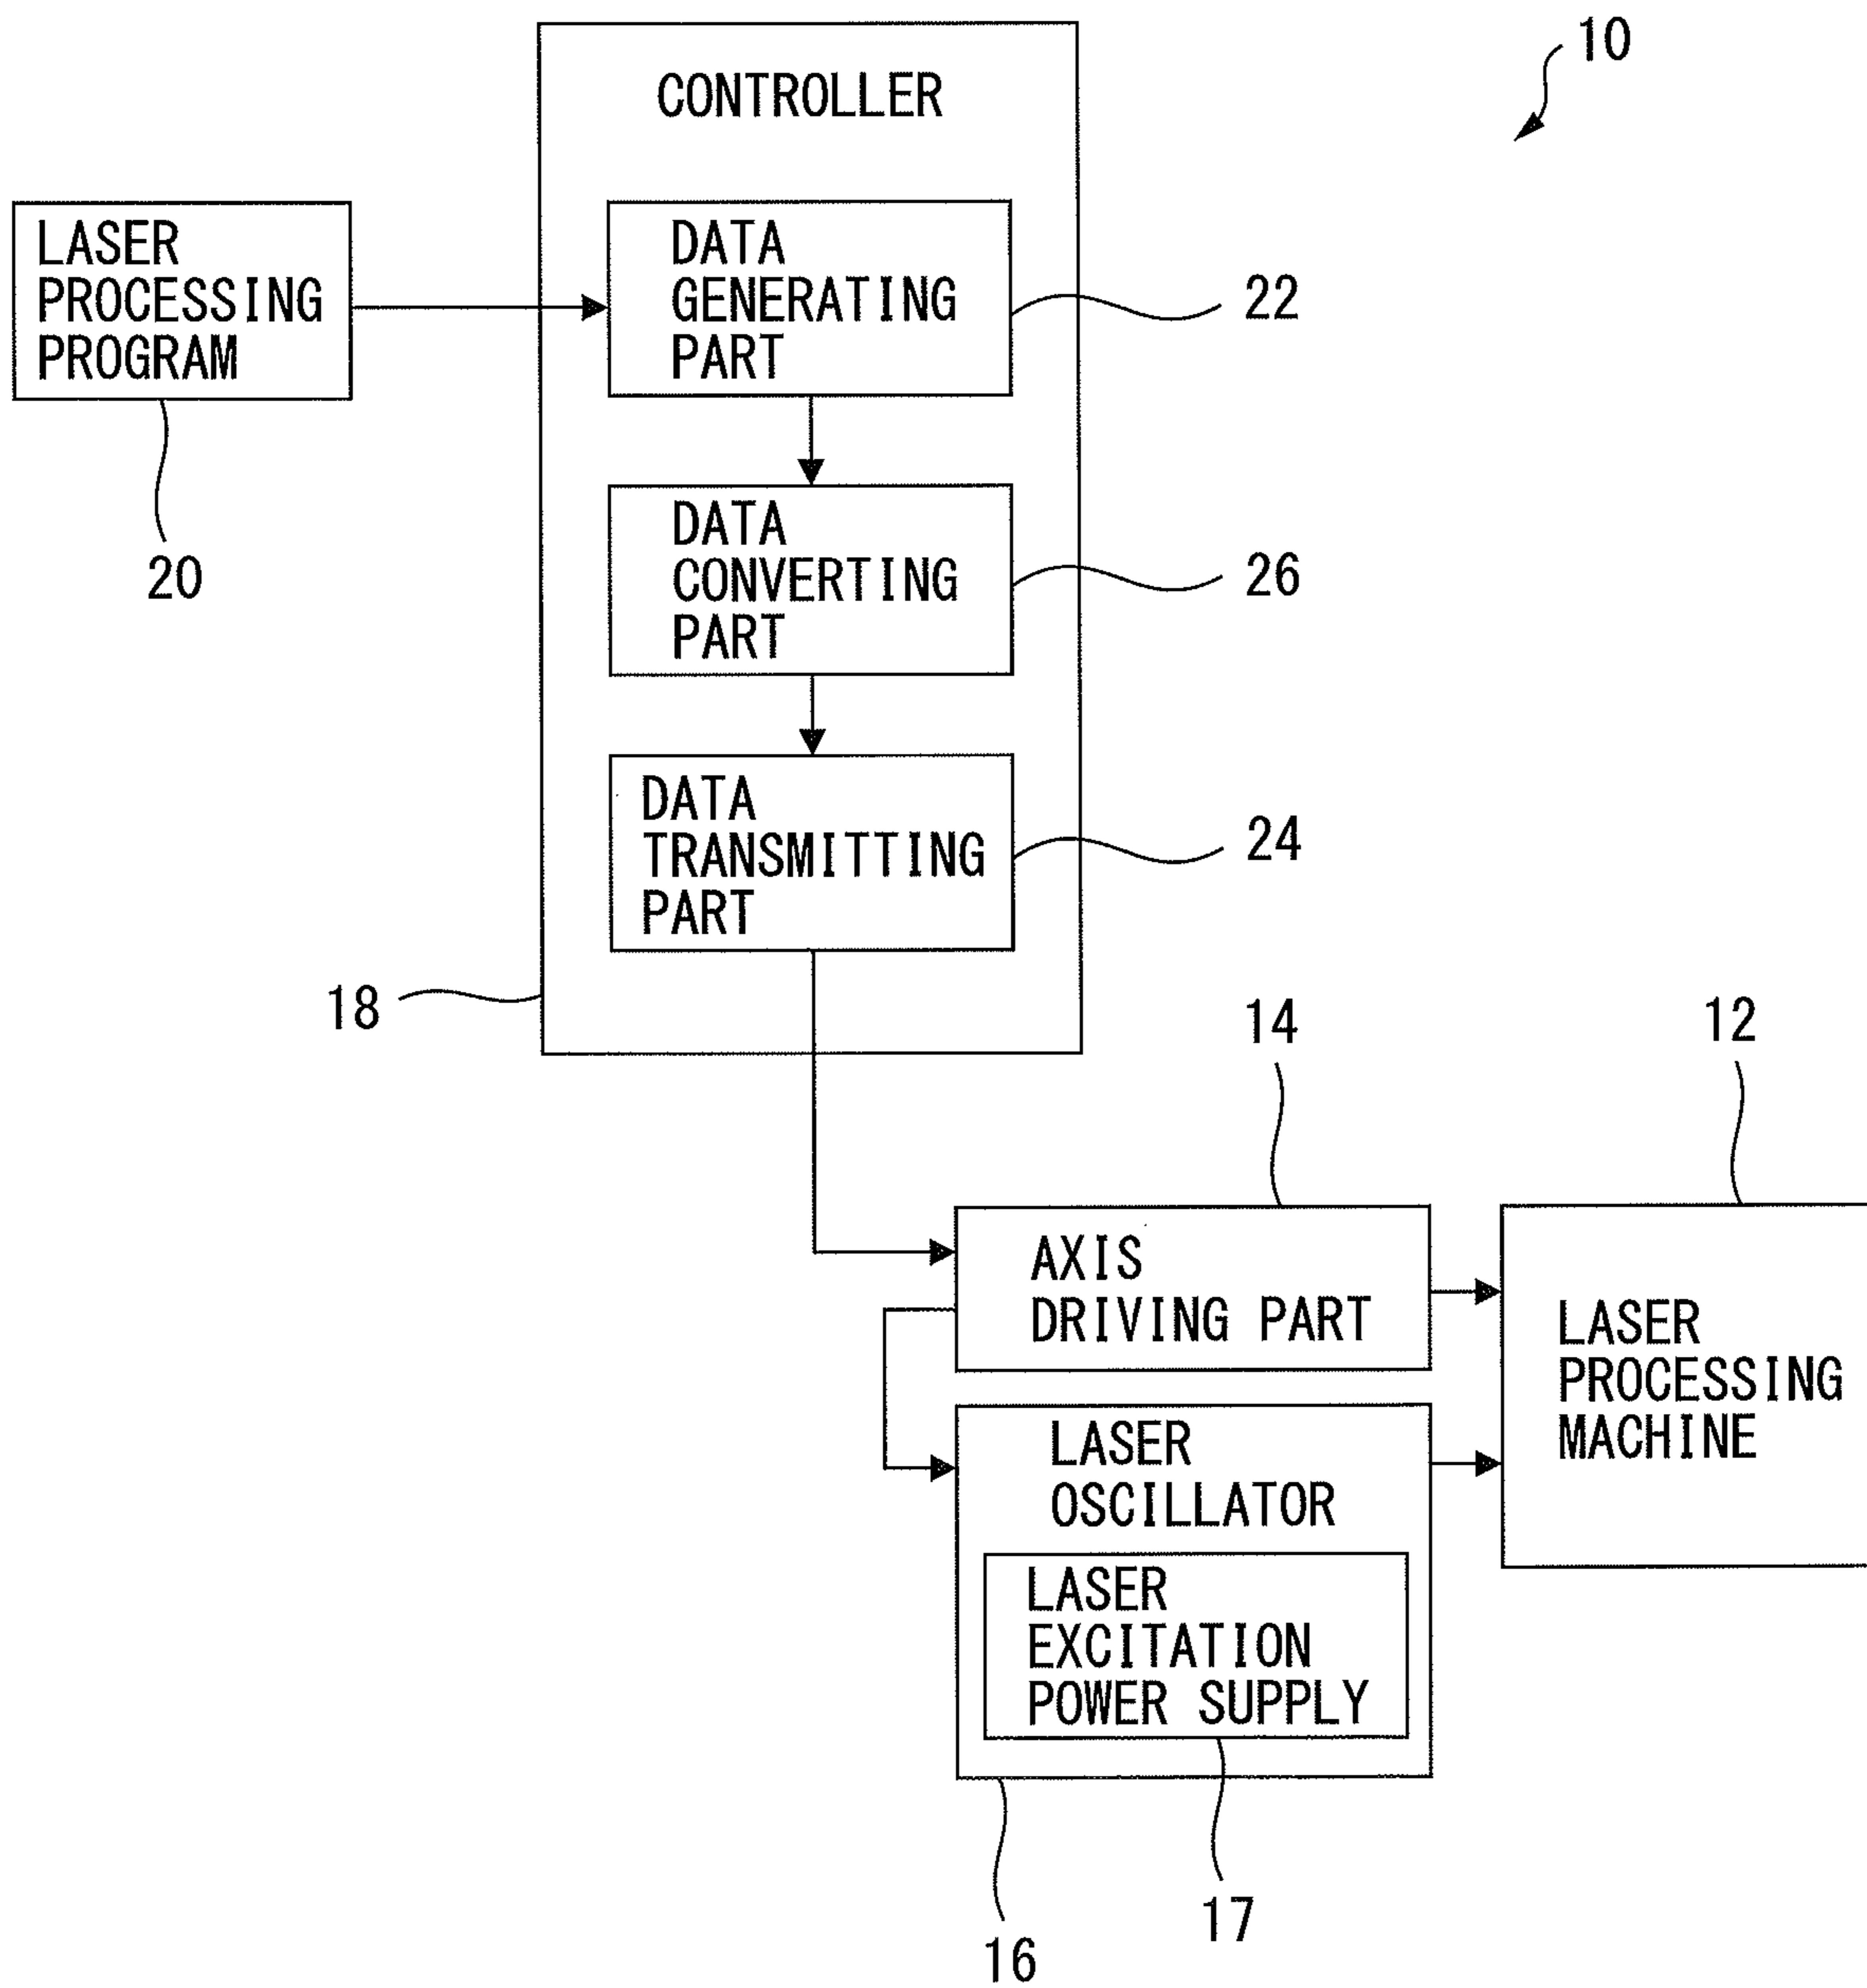 10
CONTROLLER
LASER
PROCESSING
PROGRAM
20
DATA
GENERATING
PART
22
DATA
CONVERTING
PART
26
DATA
TRANSMITTING
PART
24
18
14
12
AXIS
DRIVING PART
LASER
PROCESSING
MACHINE
LASER
OSCILLATOR
LASER
EXCITATION
POWER SUPPLY
17
16